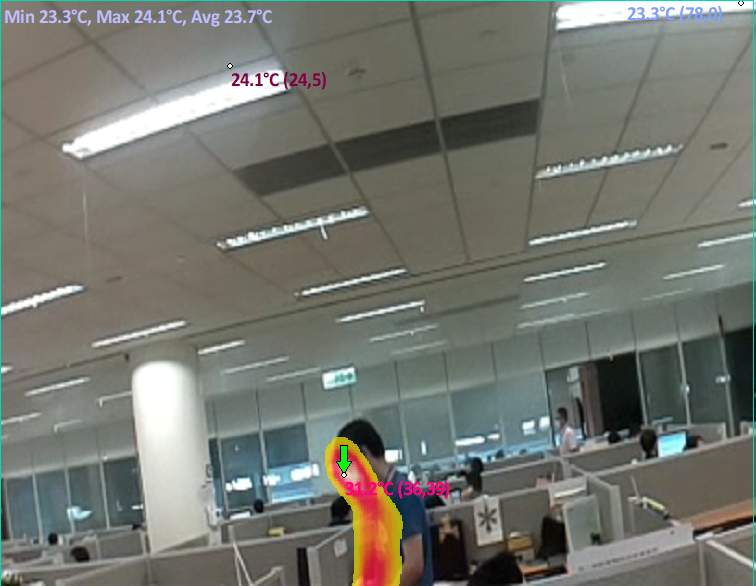 Min 23.3°C, Max 24.1°C, Avg 23.7°C
23.3°C (78,0)
24.1°C (24,5)
31.2°C (36,39)